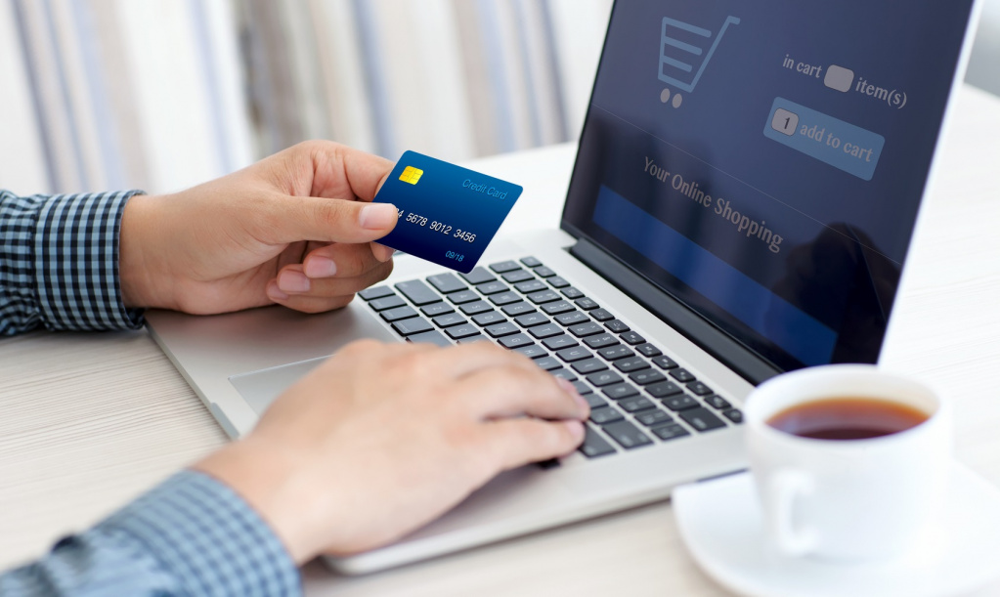 in cart item(s)
1 add to cart
Your Online Shopping
Credit Card
4 5678 9012 3456
09/18